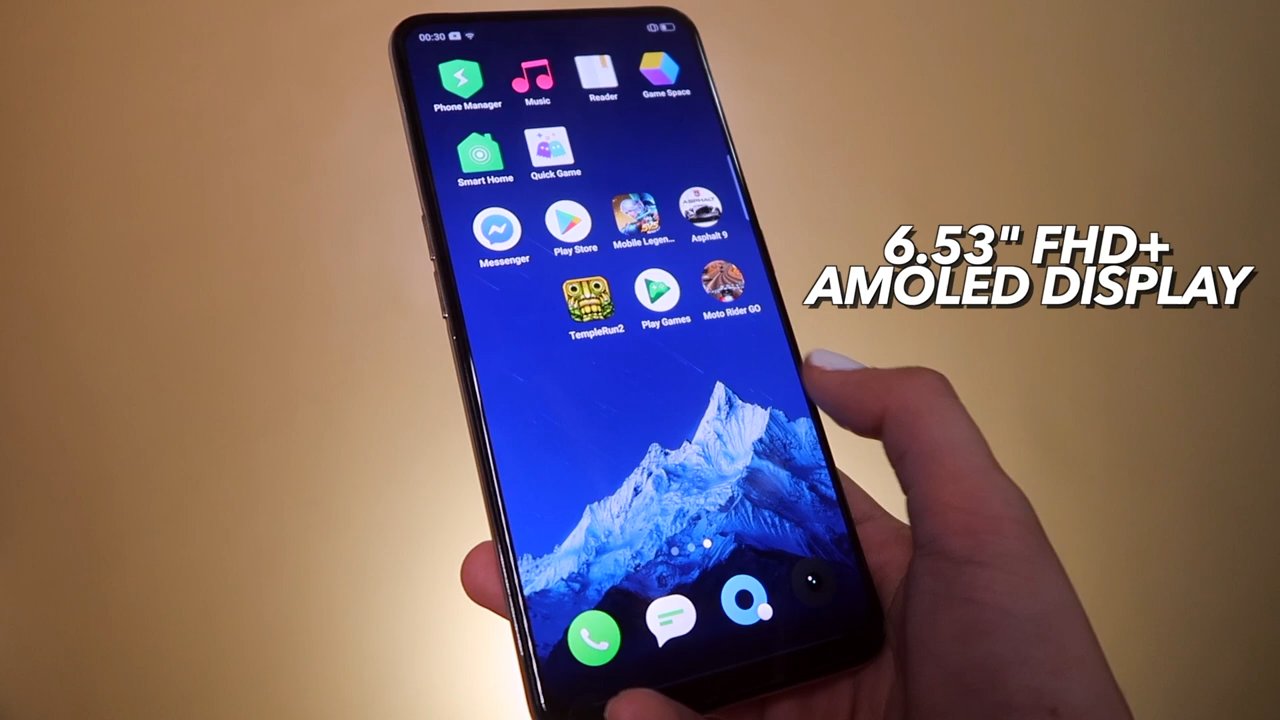 00:30
Phone Manager
Music
Reader
Game Space
Smart Home
Quick Game
Messenger
Play Store
Mobile Legen...
Asphalt 9
TempleRun2
Play Games
Moto Rider GO
6.53" FHD+
AMOLED DISPLAY